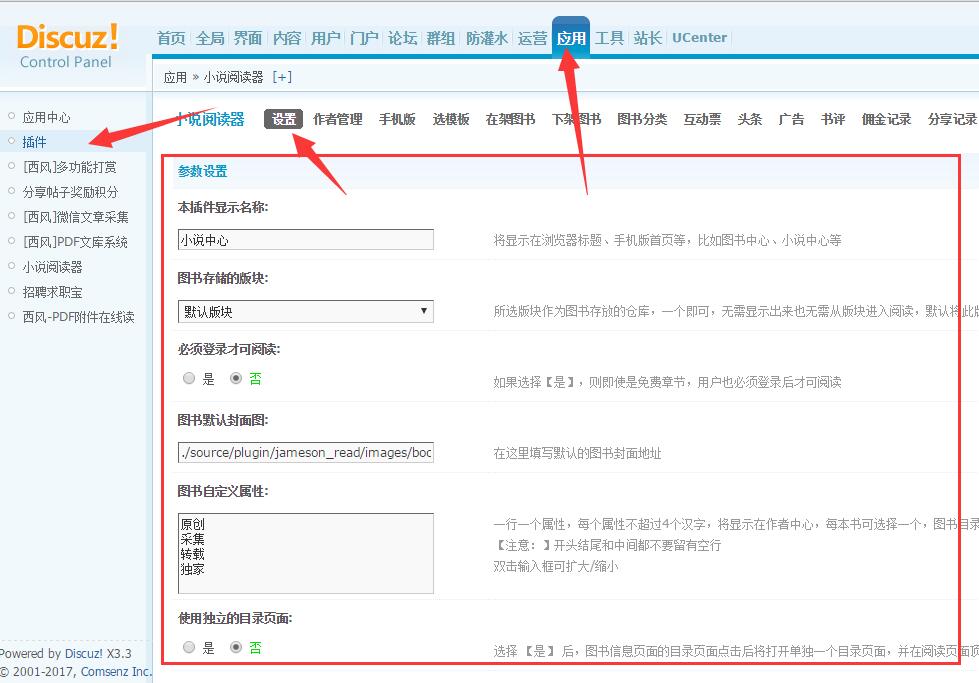 Discuz!
Control Panel
首页 全局 界面 内容 用户 门户 论坛 群组 防灌水 运营 应用 工具 站长 UCenter
应用 » 小说阅读器 [+]
应用中心
插件
[西风]多功能打赏
分享帖子奖励积分
[西风]微信文章采集
[西风]PDF文库系统
小说阅读器
招聘求职宝
西风-PDF附件在线读
小说阅读器 设置 作者管理 手机版 选模板 在架图书 下架图书 图书分类 互动票 头条 广告 书评 佣金记录 分享记录
参数设置
本插件显示名称:
小说中心
将显示在浏览器标题、手机版首页等，比如图书中心、小说中心等
图书存储的版块:
默认版块
所选版块作为图书存放的仓库，一个即可，无需显示出来也无需从版块进入阅读，默认将此版
必须登录才可阅读:
是 否
如果选择【是】，则即使是免费章节，用户也必须登录后才可阅读
图书默认封面图:
./source/plugin/jameson_read/images/boo
在这里填写默认的图书封面地址
图书自定义属性:
原创
采集
转载
独家
一行一个属性，每个属性不超过4个汉字，将显示在作者中心，每本书可选择一个，图书目录
【注意：】开头结尾和中间都不要留有空行
双击输入框可扩大/缩小
使用独立的目录页面:
是 否
选择 【是】 后，图书信息页面的目录页面点击后将打开单独一个目录页面，并在阅读页面顶
Powered by Discuz! X3.3
© 2001-2017, Comsenz Inc.